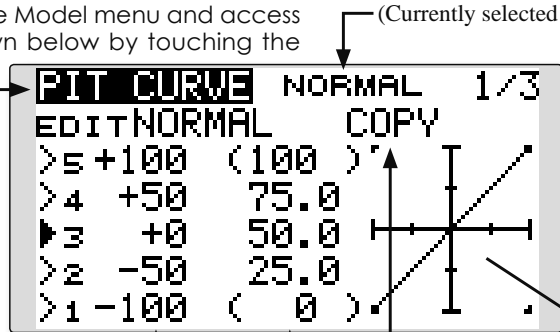 e Model menu and access
(Currently selected
wn below by touching the
PIT CURVE NORMAL 1/3
EDIT NORMAL COPY
>5 +100 (100 )
>4 +50 75.0
▶3 +0 50.0
>2 -50 25.0
>1 -100 ( 0 )